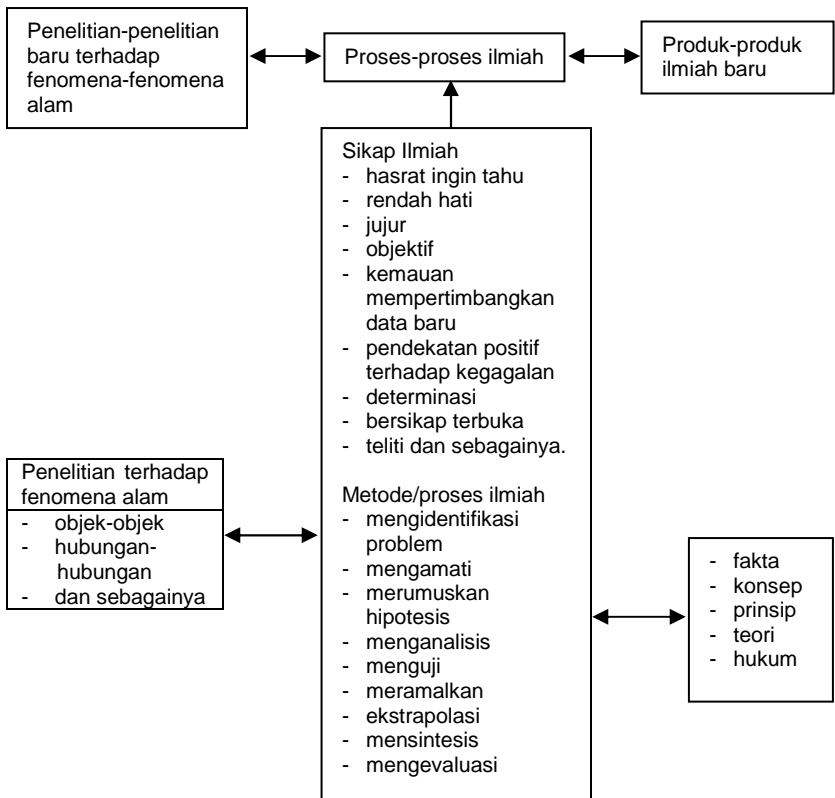 Penelitian-penelitian
baru terhadap
fenomena-fenomena
alam
Proses-proses ilmiah
Produk-produk
ilmiah baru
Sikap Ilmiah
- hasrat ingin tahu
- rendah hati
- jujur
- objektif
- kemauan
mempertimbangkan
data baru
- pendekatan positif
terhadap kegagalan
- determinasi
- bersikap terbuka
- teliti dan sebagainya.
Metode/proses ilmiah
- mengidentifikasi
problem
- mengamati
- merumuskan
hipotesis
- menganalisis
- menguji
- meramalkan
- ekstrapolasi
- mensintesis
- mengevaluasi
Penelitian terhadap
fenomena alam
- objek-objek
- hubungan-
hubungan
- dan sebagainya
- fakta
- konsep
- prinsip
- teori
- hukum